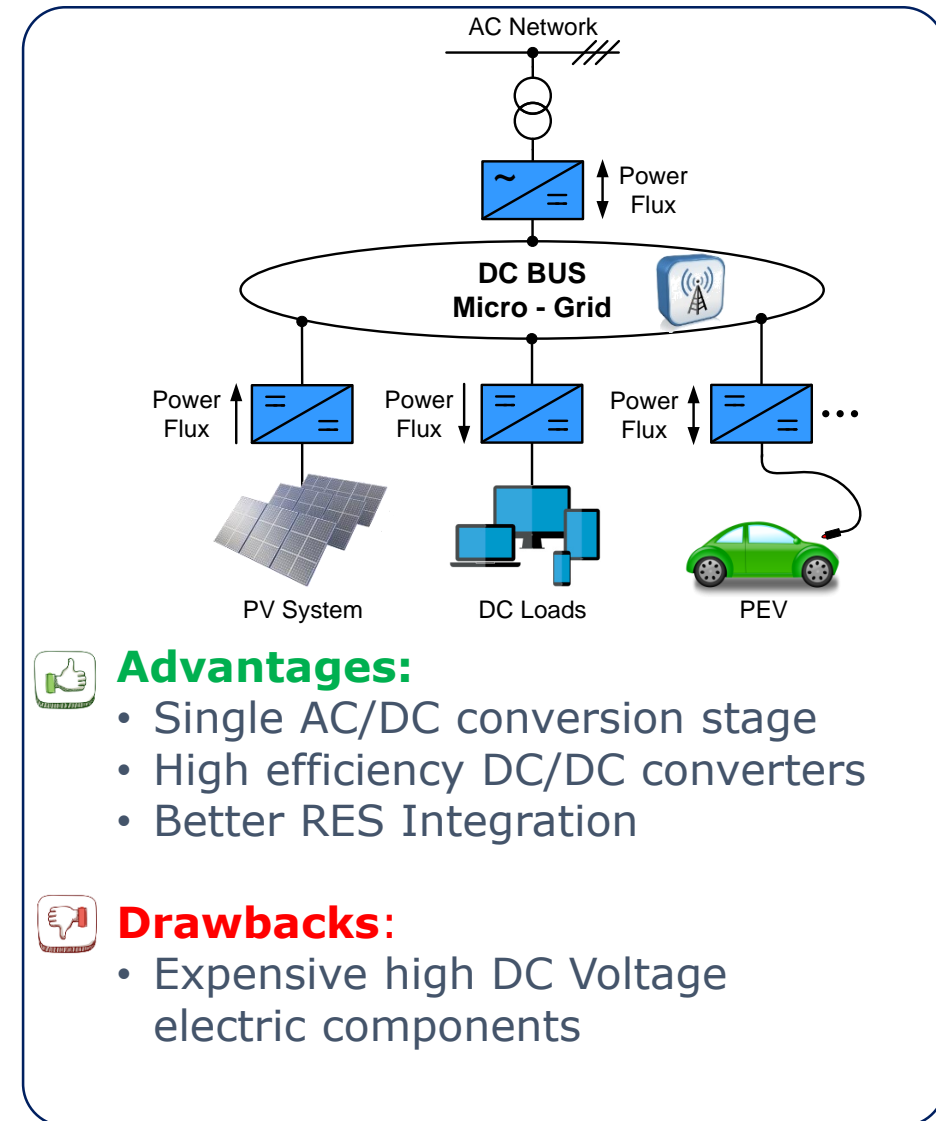 AC Network
Power
Flux
DC BUS
Micro - Grid
Power
Flux
Power
Flux
Power
Flux
...
PV System
DC Loads
PEV
Advantages:
• Single AC/DC conversion stage
• High efficiency DC/DC converters
• Better RES Integration
Drawbacks:
• Expensive high DC Voltage
electric components